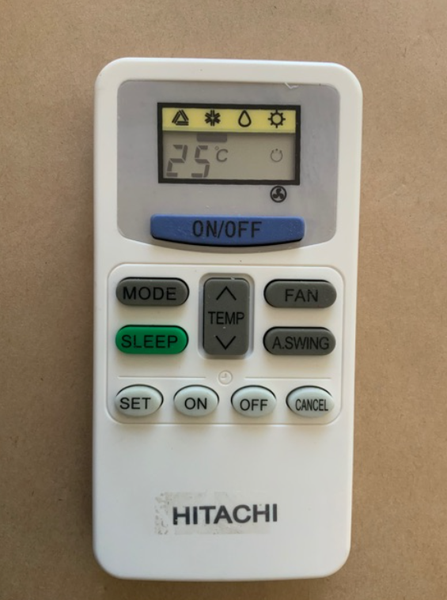 25°C
ON/OFF
MODE
TEMP
FAN
SLEEP
A.SWING
SET
ON
OFF
CANCEL
HITACHI